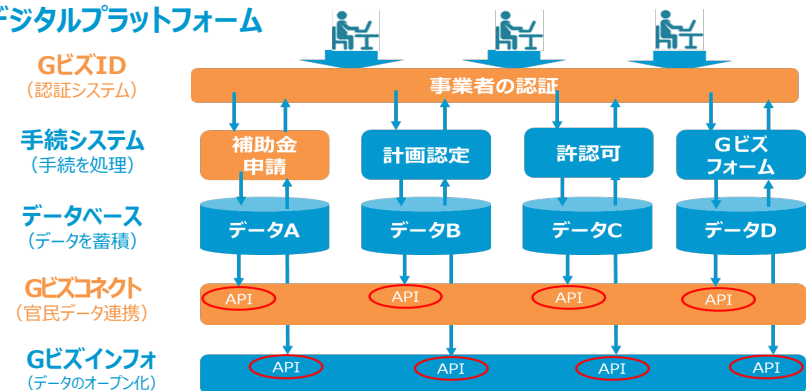 デジタルプラットフォーム
GビズID
(認証システム)
事業者の認証
手続システム
(手続を処理)
補助金
申請
計画認定
許認可
Gビズ
フォーム
データベース
(データを蓄積)
データA
データB
データC
データD
Gビズコネクト
(官民データ連携)
API
API
API
API
Gビズインフォ
(データのオープン化)
API
API
API
API